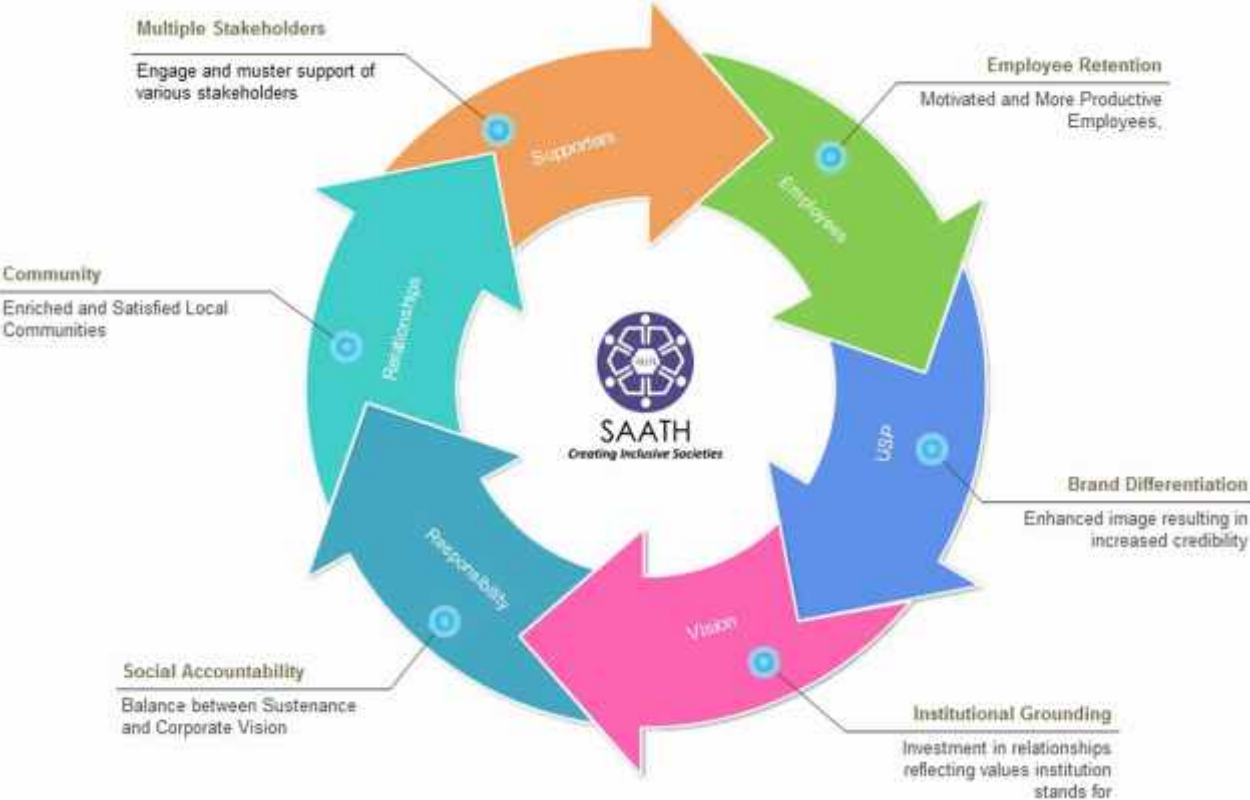 Multiple Stakeholders
Engage and muster support of
various stakeholders
Supporters
Employee Retention
Motivated and More Productive
Employees.
Employees
Community
Enriched and Satisfied Local
Communities
Relationships
SAATH
Creating Inclusive Societies
USP
Brand Differentiation
Enhanced image resulting in
increased credibility
Responsibility
Vision
Social Accountability
Balance between Sustenance
and Corporate Vision
Institutional Grounding
Investment in relationships
reflecting values institution
stands for